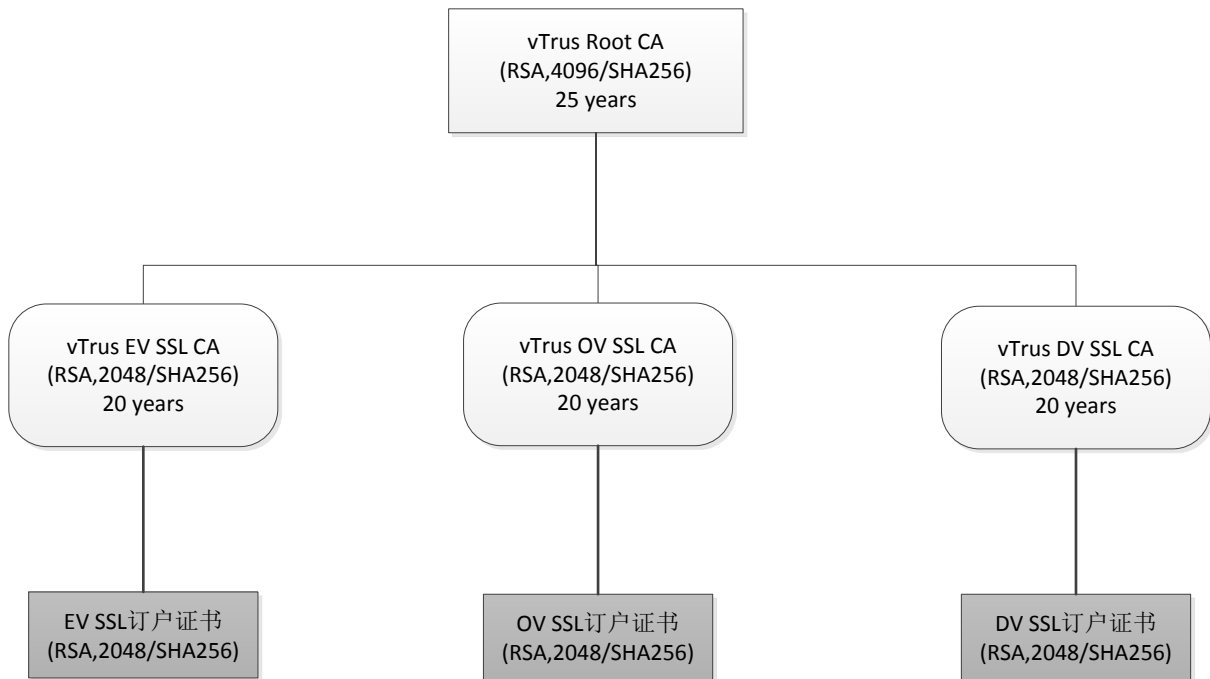 vTrus Root CA
(RSA,4096/SHA256)
25 years
vTrus EV SSL CA
(RSA,2048/SHA256)
20 years
vTrus OV SSL CA
(RSA,2048/SHA256)
20 years
vTrus DV SSL CA
(RSA,2048/SHA256)
20 years
EV SSL订户证书
(RSA,2048/SHA256)
OV SSL订户证书
(RSA,2048/SHA256)
DV SSL订户证书
(RSA,2048/SHA256)